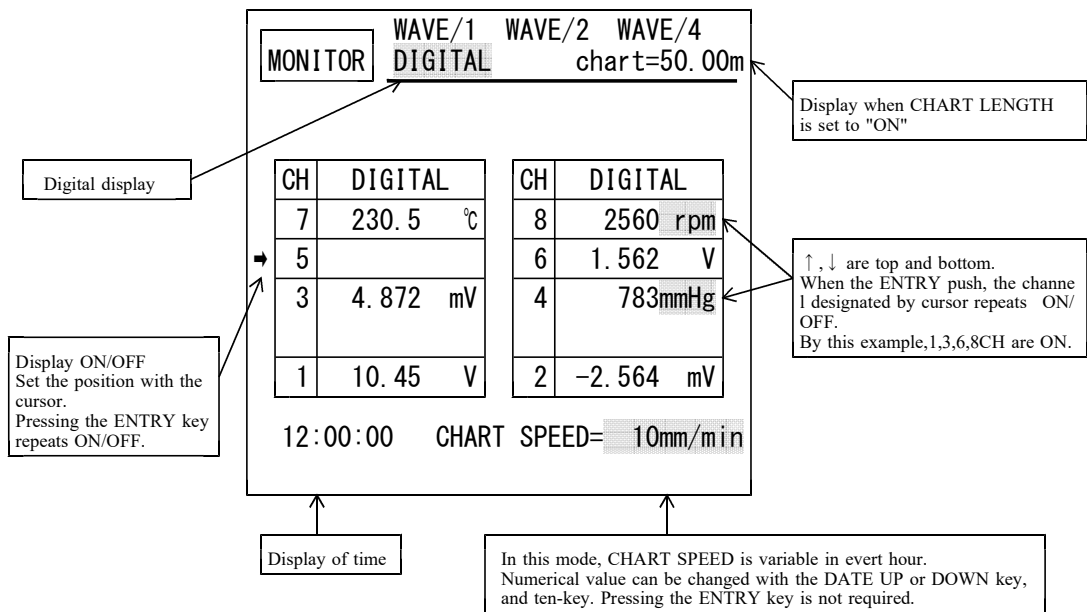 WAVE/1 WAVE/2 WAVE/4
MONITOR DIGITAL chart=50.00m
Display when CHART LENGTH
is set to "ON"
Digital display
CH DIGITAL CH DIGITAL
7 230.5 ℃ 8 2560 rpm
➡ 5 6 1.562 V
3 4.872 mV 4 783mmHg
1 10.45 V 2 -2.564 mV
↑,↓ are top and bottom.
When the ENTRY push, the channe
l designated by cursor repeats ON/
OFF.
By this example,1,3,6,8CH are ON.
Display ON/OFF
Set the position with the
cursor.
Pressing the ENTRY key
repeats ON/OFF.
12:00:00 CHART SPEED= 10mm/min
Display of time
In this mode, CHART SPEED is variable in evert hour.
Numerical value can be changed with the DATE UP or DOWN key,
and ten-key. Pressing the ENTRY key is not required.